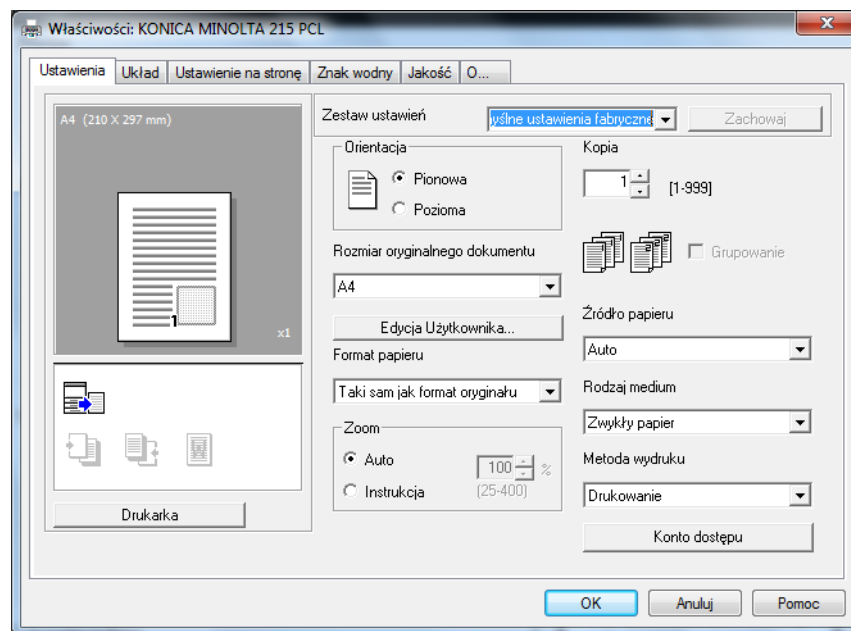 Właściwości: KONICA MINOLTA 215 PCL
Ustawienia Układ Ustawienie na stronę Znak wodny Jakość O...
A4 (210 X 297 mm)
1
x1
Drukarka
Zestaw ustawień
yślne ustawienia fabryczne
Zachowaj
Orientacja
Pionowa
Pozioma
Rozmiar oryginalnego dokumentu
A4
Edycja Użytkownika...
Format papieru
Taki sam jak format oryginału
Zoom
Auto
100 %
Instrukcja
(25-400)
Kopia
1
[1-999]
Grupowanie
Źródło papieru
Auto
Rodzaj medium
Zwykły papier
Metoda wydruku
Drukowanie
Konto dostępu
OK Anuluj Pomoc